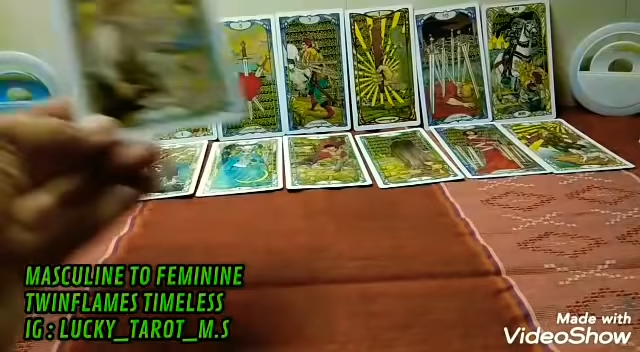 MASCULINE TO FEMININE
TWINFLAMES TIMELESS
IG : LUCKY_TAROT_M.S
Made with
VideoShow